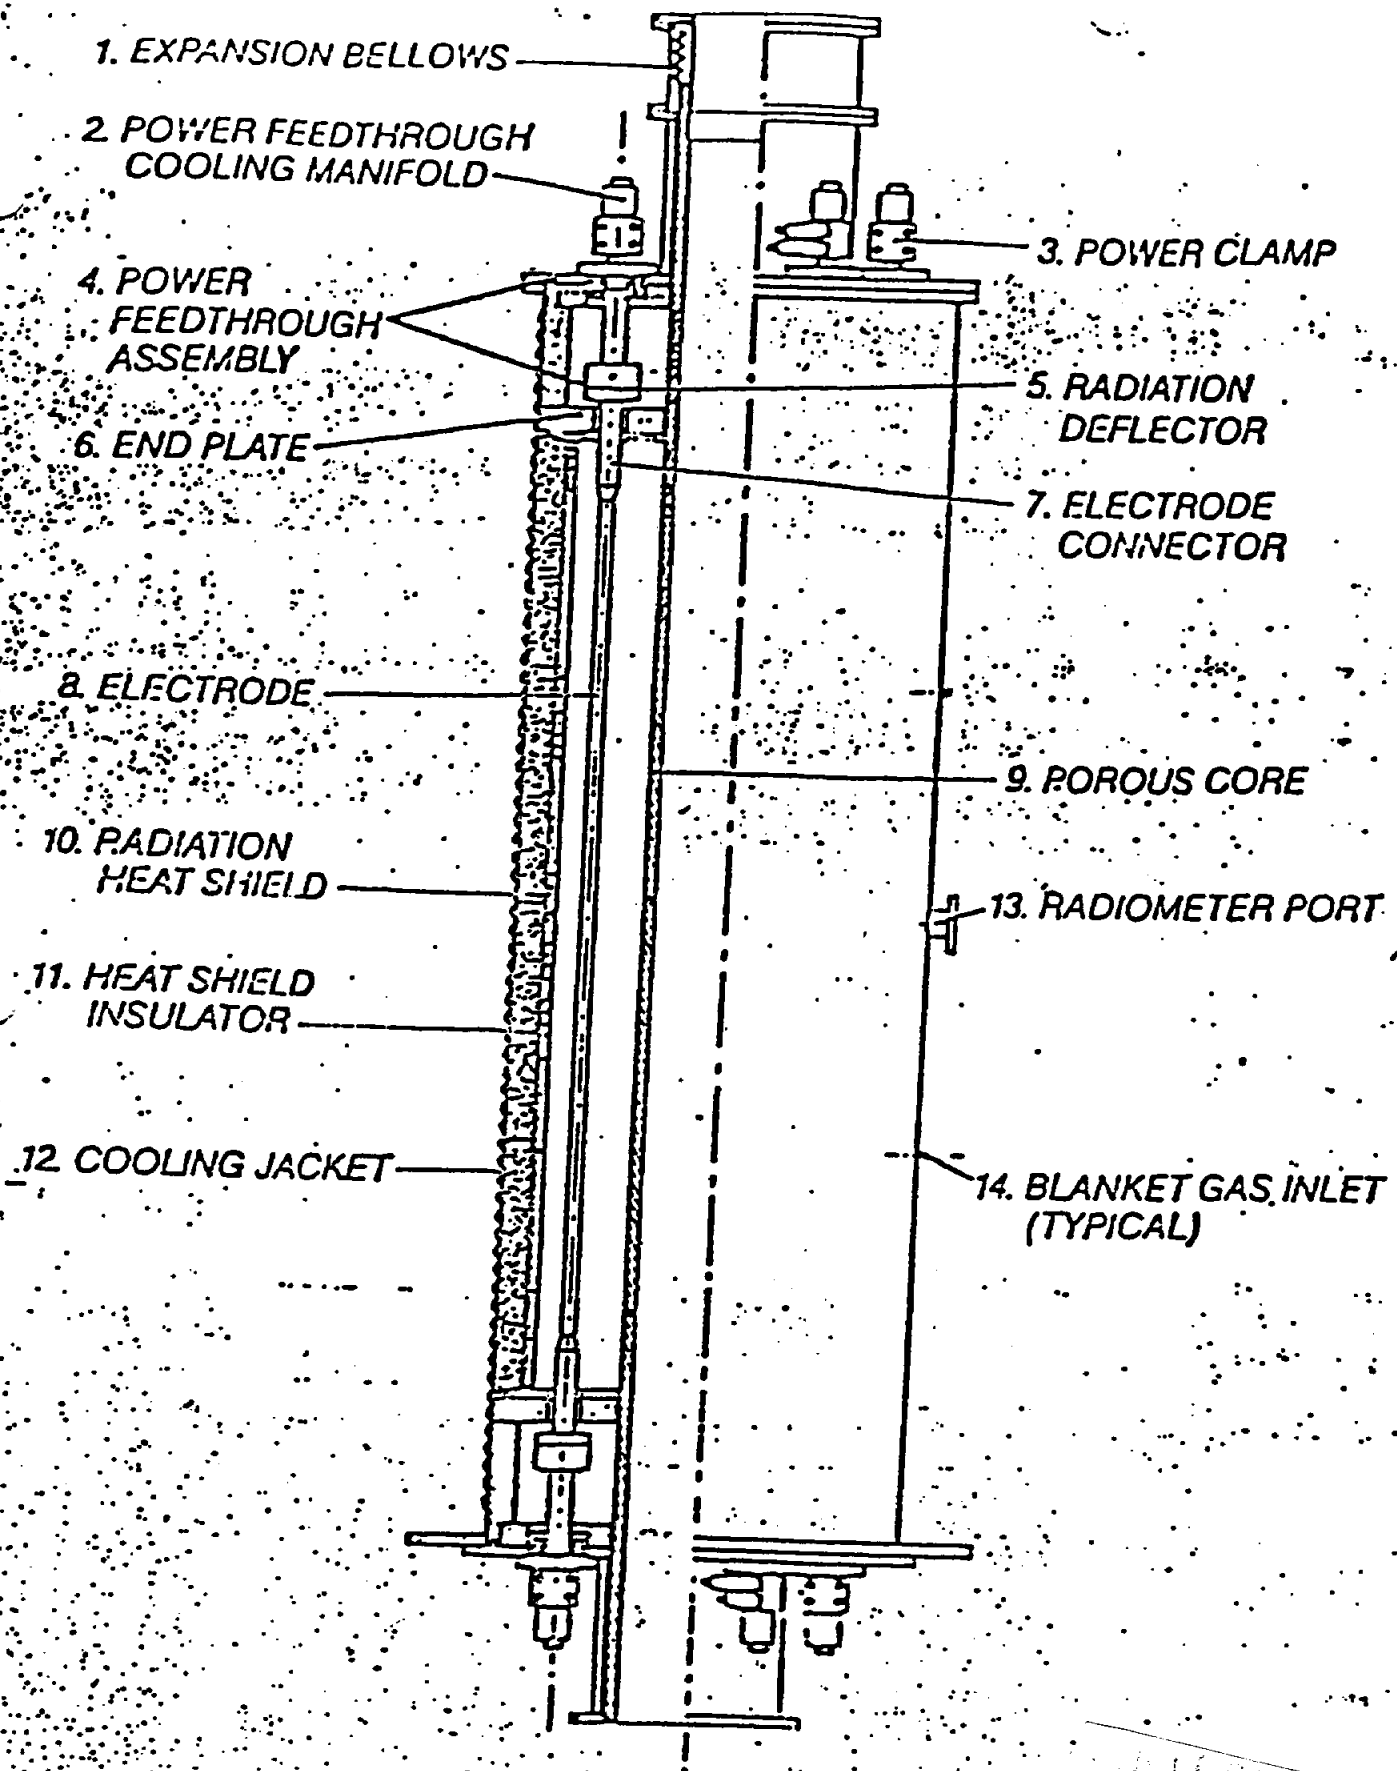 1. EXPANSION BELLOWS
2. POWER FEEDTHROUGH
COOLING MANIFOLD
3. POWER CLAMP
4. POWER
FEEDTHROUGH
ASSEMBLY
5. RADIATION
DEFLECTOR
6. END PLATE
7. ELECTRODE
CONNECTOR
8. ELECTRODE
9. POROUS CORE
10. RADIATION
HEAT SHIELD
13. RADIOMETER PORT
11. HEAT SHIELD
INSULATOR
12. COOLING JACKET
14. BLANKET GAS INLET
(TYPICAL)